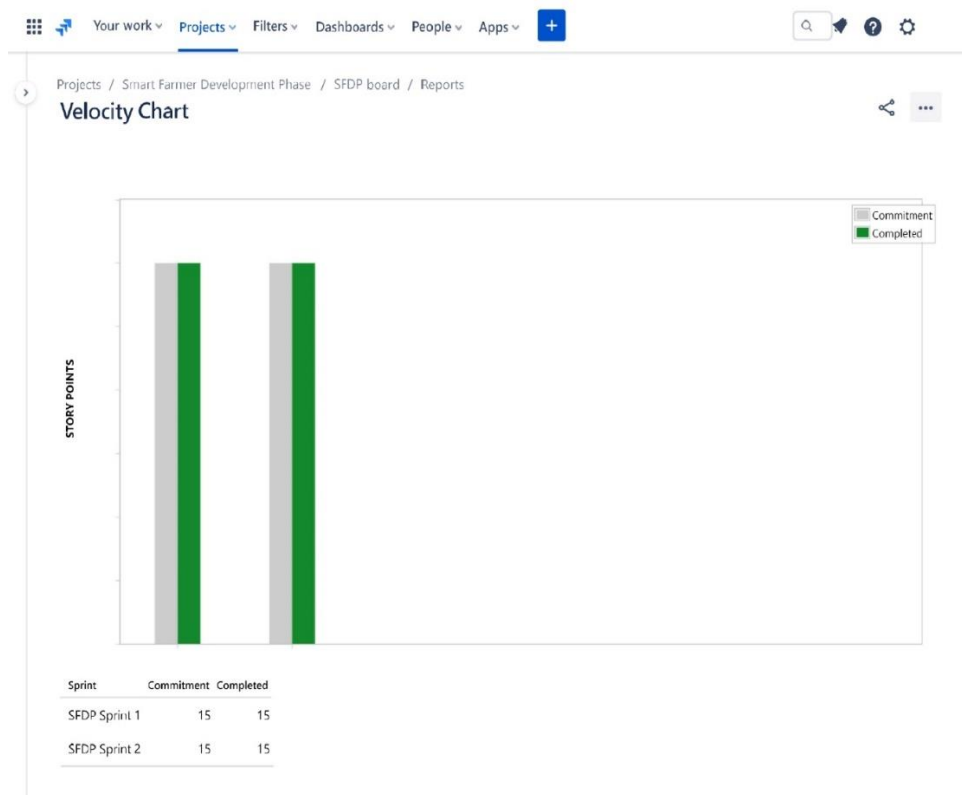 Your work Projects Filters Dashboards People Apps +
Projects / Smart Farmer Development Phase / SFDP board / Reports
Velocity Chart
Commitment
Completed
STORY POINTS
Sprint Commitment Completed
SFDP Sprint 1 15 15
SFDP Sprint 2 15 15